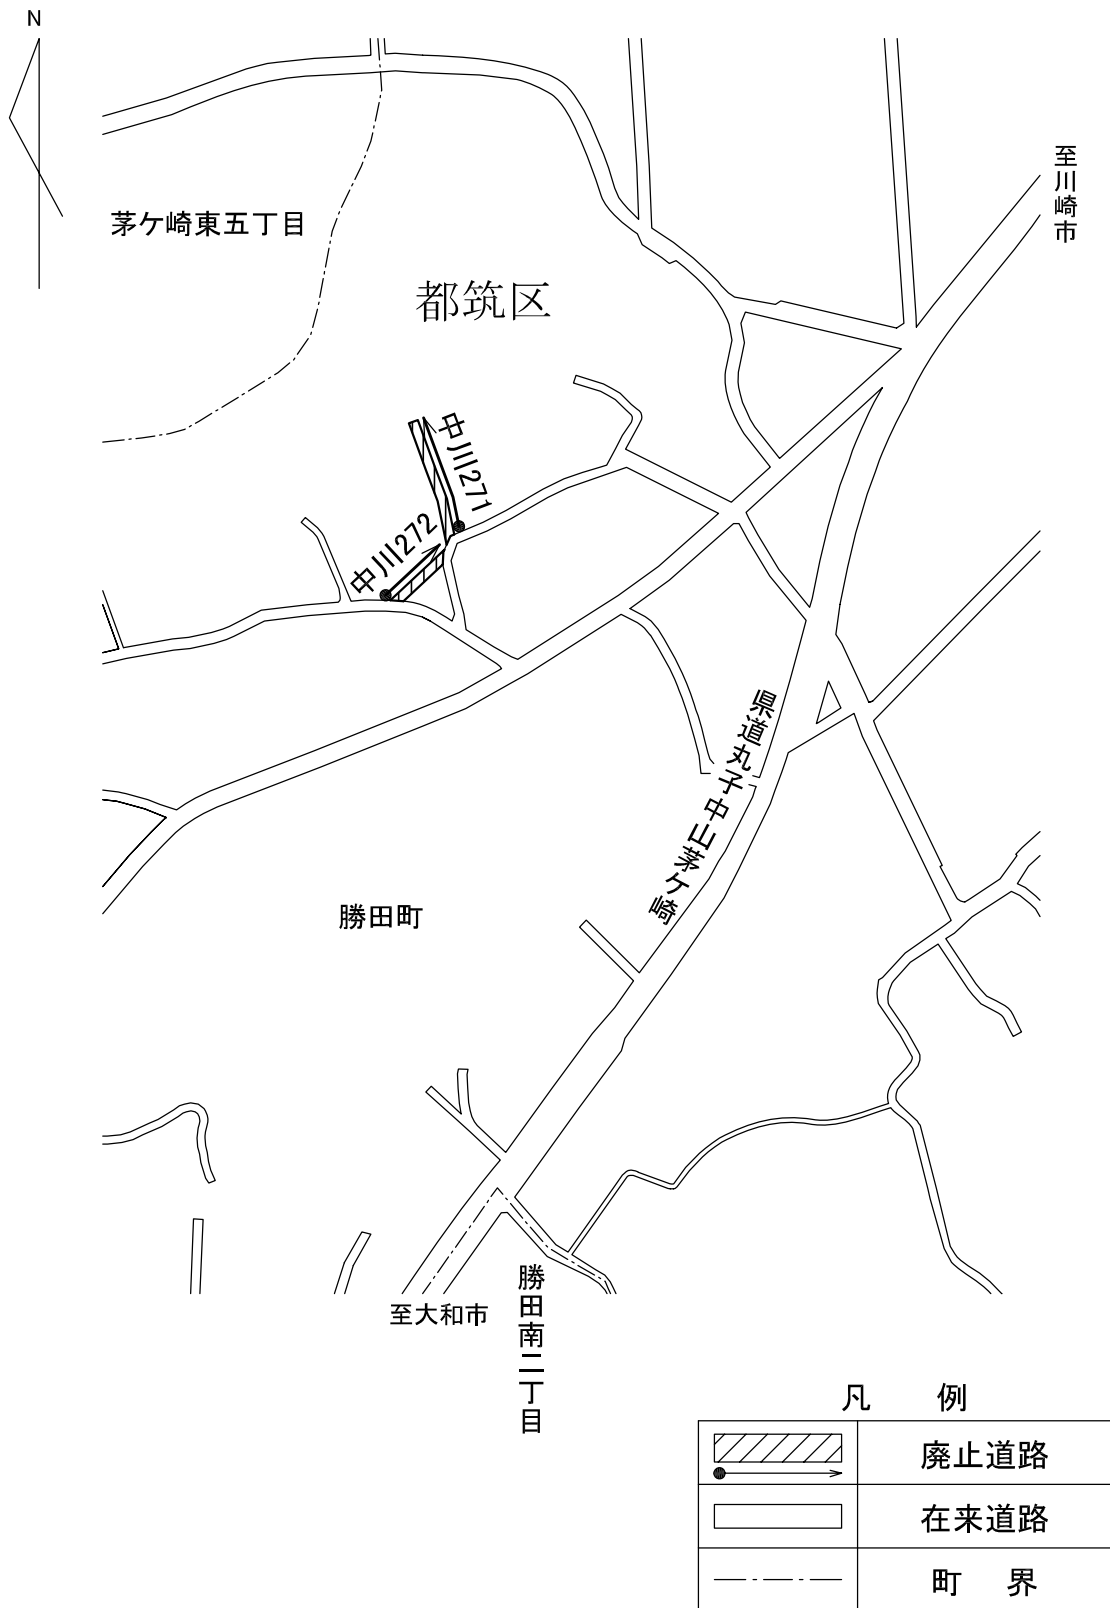 N
至川崎市
茅ケ崎東五丁目
都筑区
中川271
中川272
県道丸子中山茅ケ崎
勝田町
至大和市
勝田南二丁目
凡 例
廃止道路
在来道路
町 界